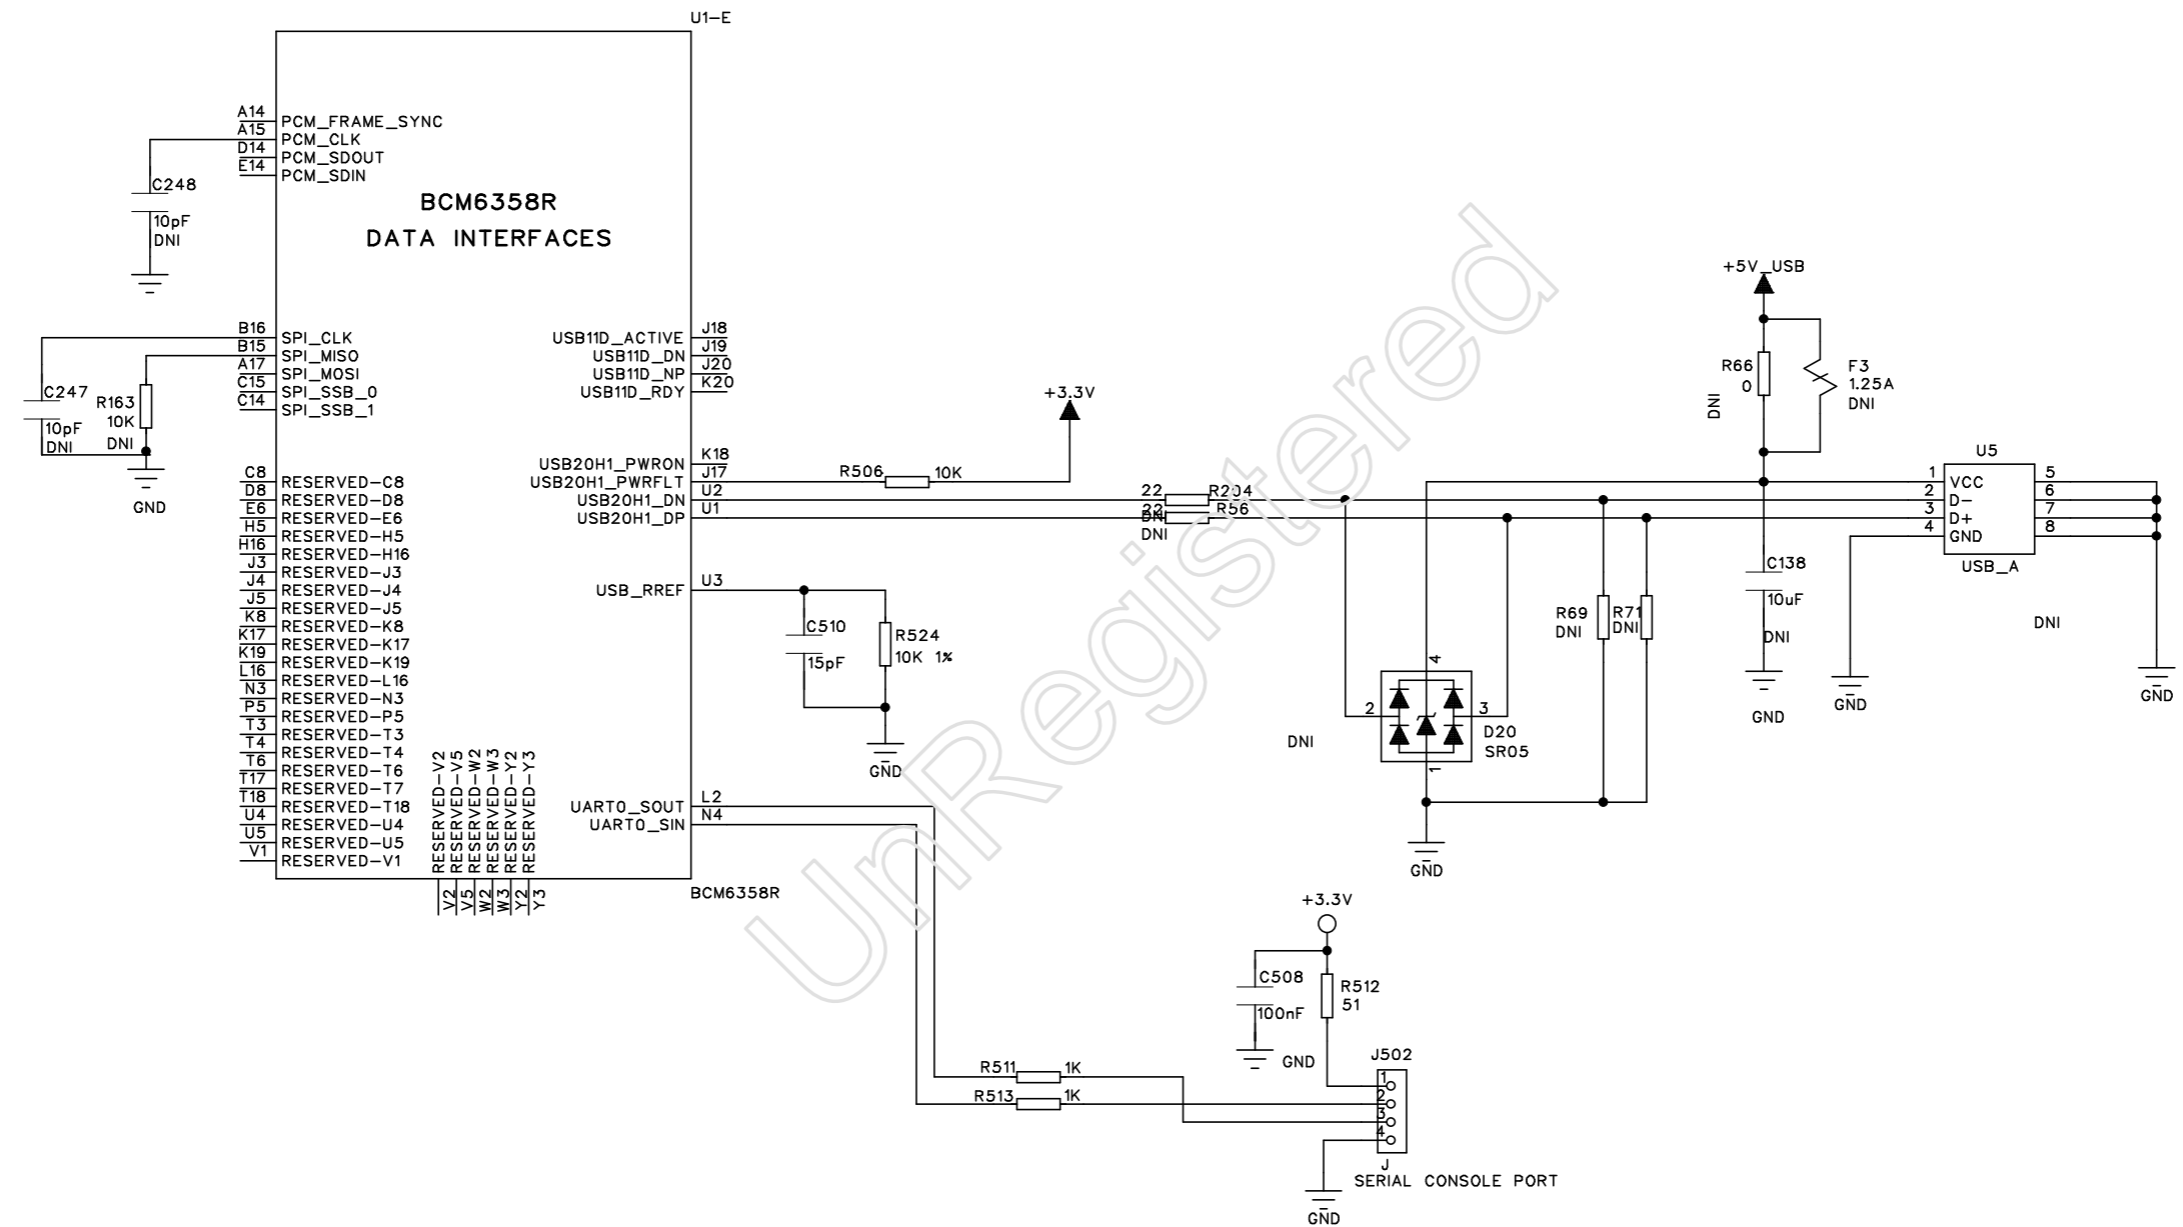 U1-E
A14
PCM_FRAME_SYNC
A15
PCM_CLK
D14
PCM_SDOUT
E14
PCM_SDIN
C248
10pF
DNI
BCM6358R
DATA INTERFACES
B16
SPI_CLK
B15
SPI_MISO
A17
SPI_MOSI
C15
SPI_SSB_0
C14
SPI_SSB_1
C247
10pF
DNI
R163
10K
DNI
GND
USB11D_ACTIVE
J18
USB11D_DN
J19
USB11D_NP
J20
USB11D_RDY
K20
USB20H1_PWRON
K18
USB20H1_PWRFLT
J17
USB20H1_DN
U2
USB20H1_DP
U1
USB_RREF
U3
UART0_SOUT
L2
UART0_SIN
N4
C8
RESERVED-C8
D8
RESERVED-D8
E6
RESERVED-E6
H5
RESERVED-H5
H16
RESERVED-H16
J3
RESERVED-J3
J4
RESERVED-J4
J5
RESERVED-J5
K8
RESERVED-K8
K17
RESERVED-K17
K19
RESERVED-K19
L16
RESERVED-L16
N3
RESERVED-N3
P5
RESERVED-P5
T3
RESERVED-T3
T4
RESERVED-T4
T6
RESERVED-T6
T17
RESERVED-T7
T18
RESERVED-T18
U4
RESERVED-U4
U5
RESERVED-U5
V1
RESERVED-V1
RESERVED-V2
RESERVED-V5
RESERVED-W2
RESERVED-W3
RESERVED-Y2
RESERVED-Y3
V2
V5
W2
W3
Y2
Y3
BCM6358R
R506
10K
+3.3V
22
R204
22
DNI
R56
DNI
C510
15pF
R524
10K 1%
GND
+5V_USB
R66
0
DNI
F3
1.25A
DNI
U5
1
VCC
5
2
D-
6
3
D+
7
4
GND
8
USB_A
DNI
C138
10uF
DNI
GND
GND
GND
R69
DNI
R71
DNI
4
2
3
1
D20
SR05
DNI
GND
+3.3V
C508
100nF
GND
R512
51
J502
R511
1K
R513
1K
1
2
3
4
J
SERIAL CONSOLE PORT
GND
UnRegistered